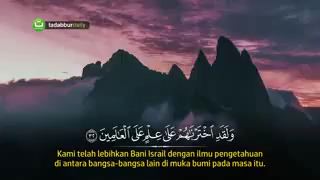 tadabburdaily
وَلَقَدِ اخْتَرْنَاهُمْ عَلَىٰ عِلْمٍ عَلَى الْعَالَمِينَ ﴿٣٢﴾
Kami telah lebihkan Bani Israil dengan ilmu pengetahuan
di antara bangsa-bangsa lain di muka bumi pada masa itu.